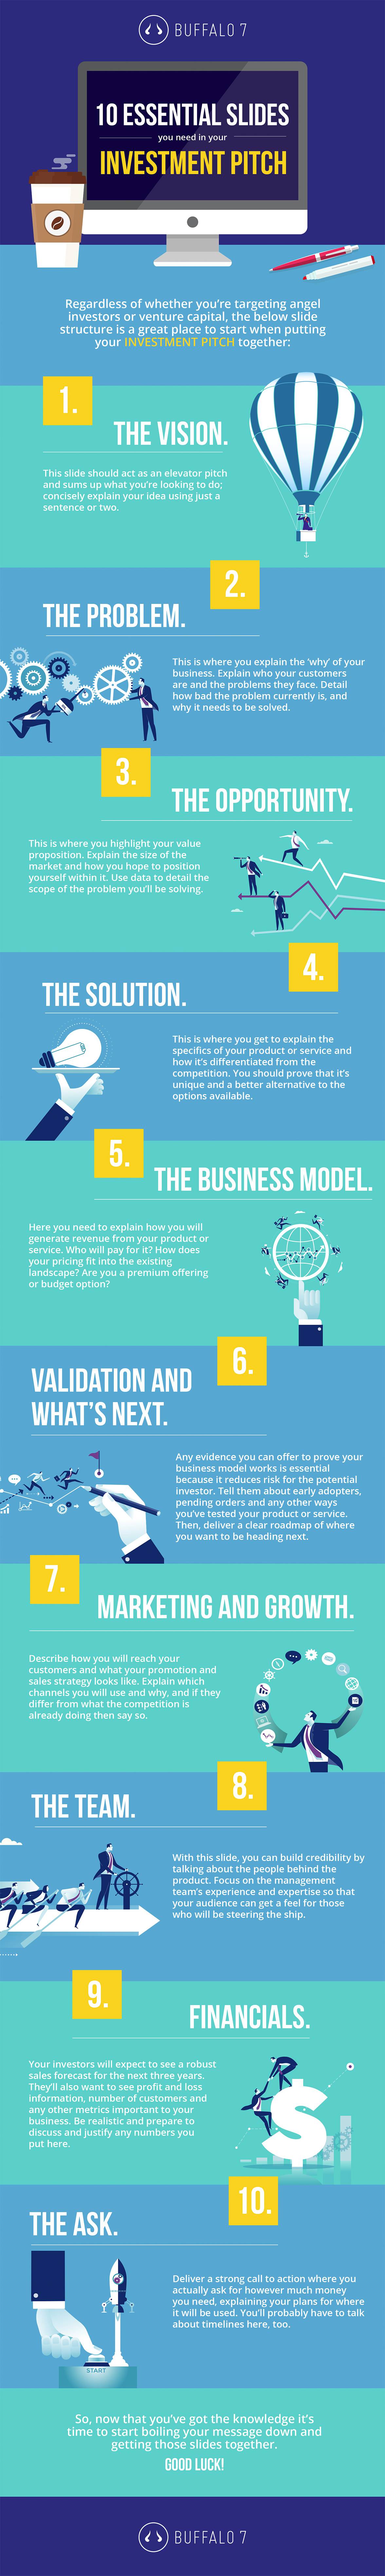 BUFFALO 7
10 ESSENTIAL SLIDES
you need in your
INVESTMENT PITCH
Regardless of whether you're targeting angel
investors or venture capital, the below slide
structure is a great place to start when putting
your INVESTMENT PITCH together:
1.
THE VISION.
This slide should act as an elevator pitch
and sums up what you're looking to do;
concisely explain your idea using just a
sentence or two.
2.
THE PROBLEM.
This is where you explain the 'why' of your
business. Explain who your customers
are and the problems they face. Detail
how bad the problem currently is, and
why it needs to be solved.
3.
THE OPPORTUNITY.
This is where you highlight your value
proposition. Explain the size of the
market and how you hope to position
yourself within it. Use data to detail the
scope of the problem you'll be solving.
4.
THE SOLUTION.
This is where you get to explain the
specifics of your product or service and
how it's differentiated from the
competition. You should prove that it's
unique and a better alternative to the
options available.
5.
THE BUSINESS MODEL.
Here you need to explain how you will
generate revenue from your product or
service. Who will pay for it? How does
your pricing fit into the existing
landscape? Are you a premium offering
or budget option?
6.
VALIDATION AND
WHAT'S NEXT.
Any evidence you can offer to prove your
business model works is essential
because it reduces risk for the potential
investor. Tell them about early adopters,
pending orders and any other ways
you've tested your product or service.
Then, deliver a clear roadmap of where
you want to be heading next.
7.
MARKETING AND GROWTH.
Describe how you will reach your
customers and what your promotion and
sales strategy looks like. Explain which
channels you will use and why, and if they
differ from what the competition is
already doing then say so.
8.
THE TEAM.
With this slide, you can build credibility by
talking about the people behind the
product. Focus on the management
team's experience and expertise so that
your audience can get a feel for those
who will be steering the ship.
9.
FINANCIALS.
Your investors will expect to see a robust
sales forecast for the next three years.
They'll also want to see profit and loss
information, number of customers and
any other metrics important to your
business. Be realistic and prepare to
discuss and justify any numbers you
put here.
$
10.
THE ASK.
Deliver a strong call to action where you
actually ask for however much money
you need, explaining your plans for where
it will be used. You'll probably have to talk
about timelines here, too.
START
So, now that you've got the knowledge it's
time to start boiling your message down and
getting those slides together.
GOOD LUCK!
BUFFALO 7